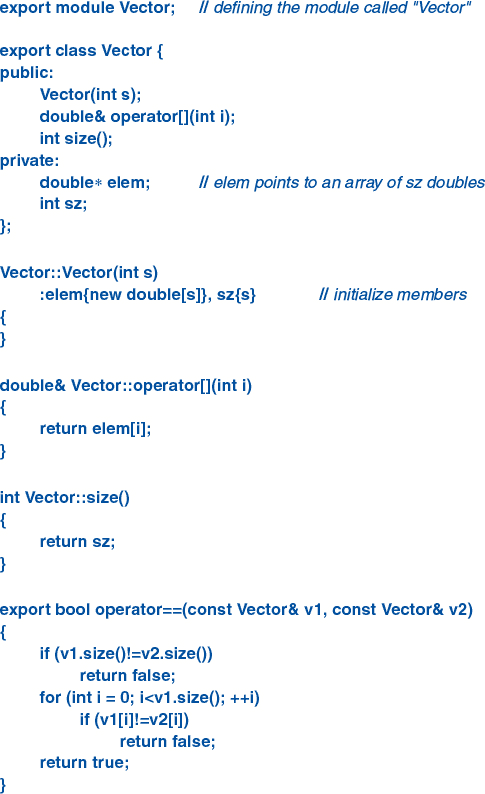 export module Vector; // defining the module called "Vector"
export class Vector {
public:
Vector(int s);
double& operator[](int i);
int size();
private:
double* elem; // elem points to an array of sz doubles
int sz;
};
Vector::Vector(int s)
:elem{new double[s]}, sz{s} // initialize members
{
}
double& Vector::operator[](int i)
{
return elem[i];
}
int Vector::size()
{
return sz;
}
export bool operator==(const Vector& v1, const Vector& v2)
{
if (v1.size()!=v2.size())
return false;
for (int i = 0; i<v1.size(); ++i)
if (v1[i]!=v2[i])
return false;
return true;
}